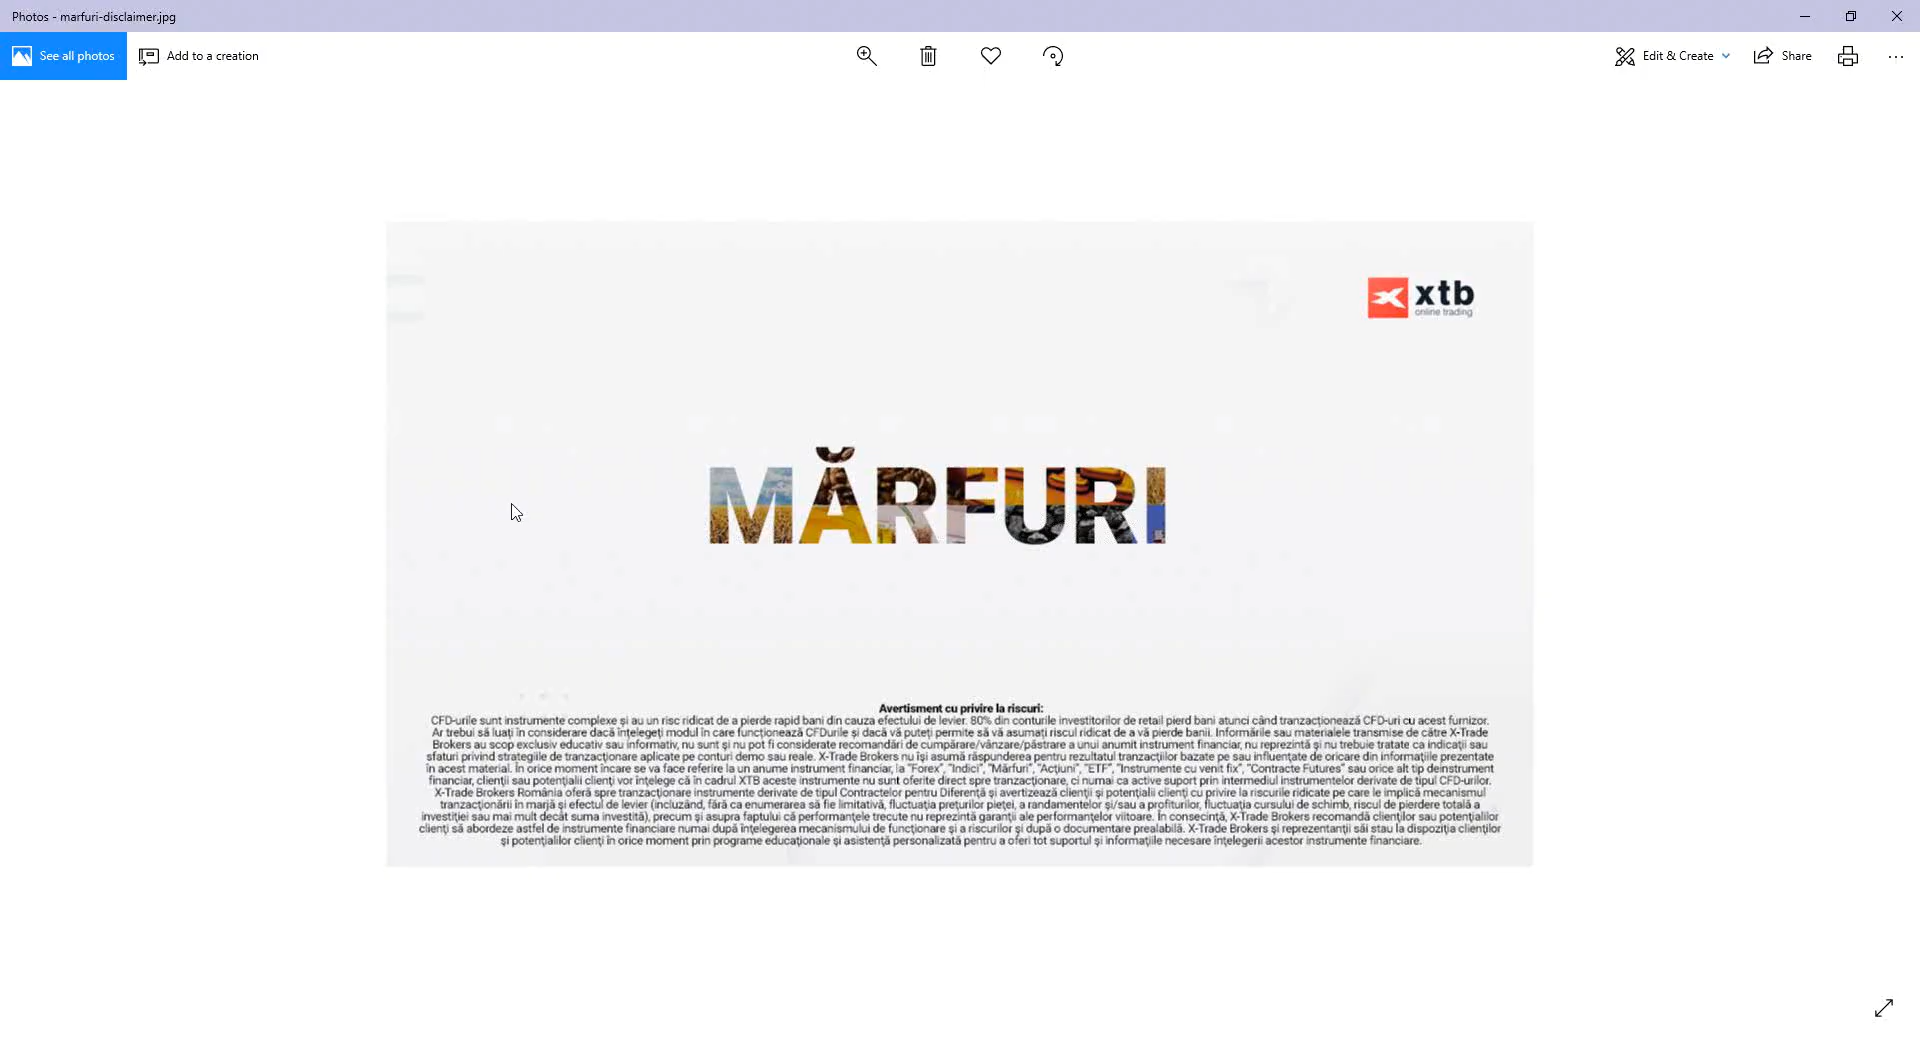 Photos - marfuri-disclaimer.jpg
See all photos
Add to a creation
Edit & Create
Share
xtb
online trading
MĂRFURI
Avertisment cu privire la riscuri:
CFD-urile sunt instrumente complexe și au un risc ridicat de a pierde rapid bani din cauza efectului de levier. 80% din conturile investitorilor de retail pierd bani atunci când tranzacționează CFD-uri cu acest furnizor.
Ar trebui să luați în considerare dacă înțelegeți modul în care funcționează CFDurile și dacă vă puteți permite să vă asumați riscul ridicat de a vă pierde banii. Informările sau materialele transmise de către X-Trade
Brokers au scop exclusiv educativ sau informativ, nu sunt și nu pot fi considerate recomandări de cumpărare/vânzare/păstrare a unui anumit instrument financiar, nu reprezintă și nu trebuie tratate ca indicații sau
sfaturi privind strategiile de tranzacționare aplicate pe conturi demo sau reale. X-Trade Brokers nu își asumă răspunderea pentru rezultatul tranzacțiilor bazate pe sau influențate de oricare din informațiile prezentate
în acest material. În orice moment încare se va face referire la un anume instrument financiar, la "Forex", "Indici", "Mărfuri", "Acțiuni", "ETF", "Instrumente cu venit fix", "Contracte Futures" sau orice alt tip deinstrument
financiar, clienții sau potențialii clienți vor înțelege că în cadrul XTB aceste instrumente nu sunt oferite direct spre tranzacționare, ci numai ca active suport prin intermediul instrumentelor derivate de tipul CFD-urilor.
X-Trade Brokers România oferă spre tranzacționare instrumente derivate de tipul Contractelor pentru Diferență și avertizează clienții și potențialii clienți cu privire la riscurile ridicate pe care le implică mecanismul
tranzacționării în marjă și efectul de levier (incluzând, fără ca enumerarea să fie limitativă, fluctuația prețurilor pieței, a randamentelor și/sau a profiturilor, fluctuația cursului de schimb, riscul de pierdere totală a
investiției sau mai mult decât suma investită), precum și asupra faptului că performanțele trecute nu reprezintă garanții ale performanțelor viitoare. În consecință, X-Trade Brokers recomandă clienților sau potențialilor
clienți să abordeze astfel de instrumente financiare numai după înțelegerea mecanismului de funcționare și a riscurilor și după o documentare prealabilă. X-Trade Brokers și reprezentanții săi stau la dispoziția clienților
și potențialilor clienți în orice moment prin programe educaționale și asistență personalizată pentru a oferi tot suportul și informațiile necesare înțelegerii acestor instrumente financiare.